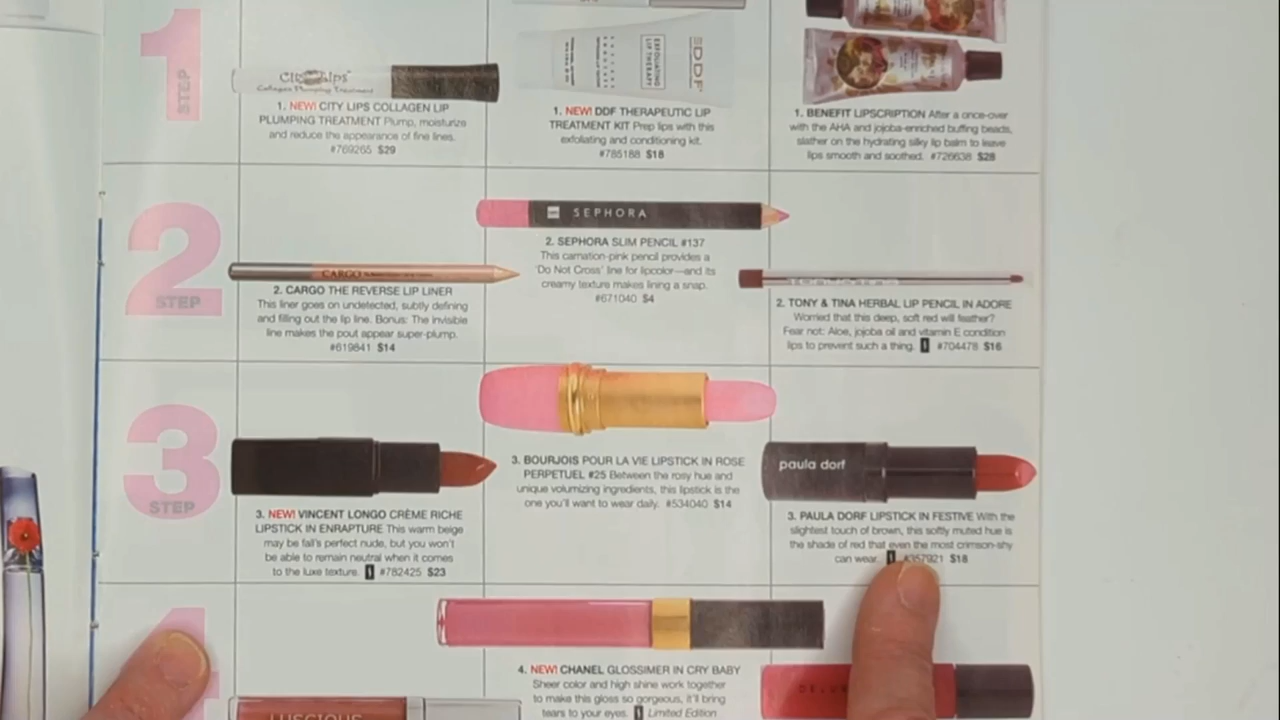 1
STEP
City Lips
Collagen Plumping Treatment
1. NEW! CITY LIPS COLLAGEN LIP
PLUMPING TREATMENT Plump, moisturize
and reduce the appearance of fine lines.
#769265 $29
DDF
EXFOLIATING
LIP THERAPY
1. NEW! DDF THERAPEUTIC LIP
TREATMENT KIT Prep lips with this
exfoliating and conditioning kit.
#785188 $18
1. BENEFIT LIPSCRIPTION After a once-over
with the AHA and jojoba-enriched buffing beads,
slather on the hydrating silky lip balm to leave
lips smooth and soothed. #726638 $28
2
STEP
CARGO
2. CARGO THE REVERSE LIP LINER
This liner goes on undetected, subtly defining
and filling out the lip line. Bonus: The invisible
line makes the pout appear super-plump.
#619841 $14
SEPHORA
2. SEPHORA SLIM PENCIL #137
This carnation-pink pencil provides a
'Do Not Cross' line for lipcolor—and its
creamy texture makes lining a snap.
#671040 $4
2. TONY & TINA HERBAL LIP PENCIL IN ADORE
Worried that this deep, soft red will feather?
Fear not: Aloe, jojoba oil and vitamin E condition
lips to prevent such a thing. #704478 $16
3
STEP
3. NEW! VINCENT LONGO CRÈME RICHE
LIPSTICK IN ENRAPTURE This warm beige
may be fall's perfect nude, but you won't
be able to remain neutral when it comes
to the luxe texture. #782425 $23
3. BOURJOIS POUR LA VIE LIPSTICK IN ROSE
PERPETUEL #25 Between the rosy hue and
unique volumizing ingredients, this lipstick is the
one you'll want to wear daily. #534040 $14
paula dorf
3. PAULA DORF LIPSTICK IN FESTIVE With the
slightest touch of brown, this softly muted hue is
the shade of red that even the most crimson-shy
can wear. #357921 $18
4. NEW! CHANEL GLOSSIMER IN CRY BABY
Sheer color and high shine work together
to make this gloss so gorgeous, it'll bring
tears to your eyes. Limited Edition
LUSCIOUS